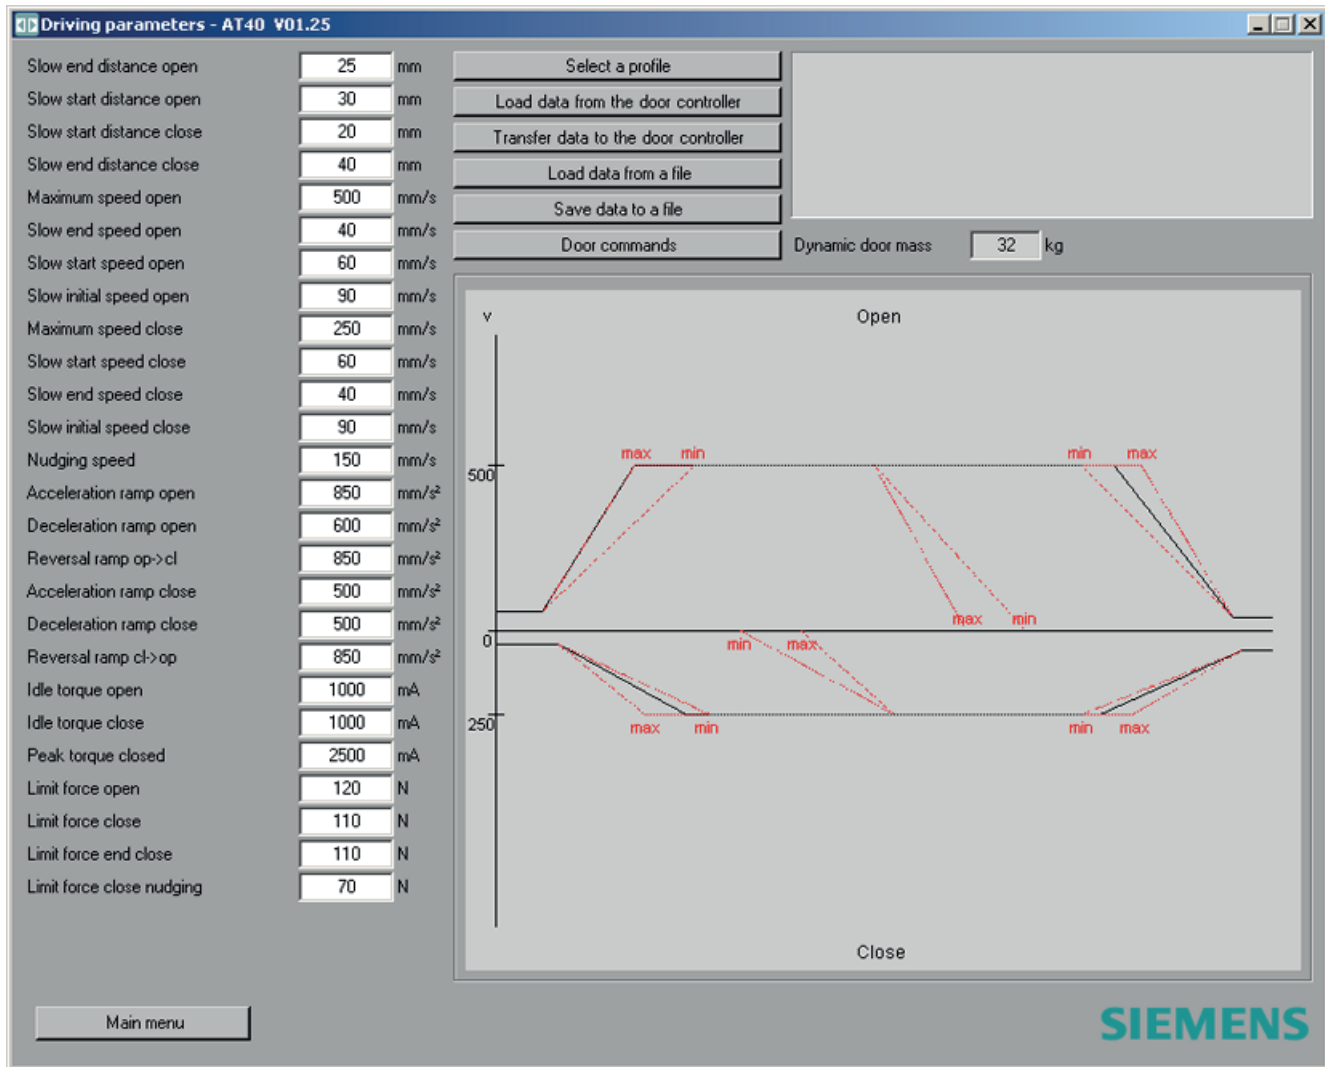 Driving parameters - AT40 V01.25
Slow end distance open 25 mm
Slow start distance open 30 mm
Slow start distance close 20 mm
Slow end distance close 40 mm
Maximum speed open 500 mm/s
Slow end speed open 40 mm/s
Slow start speed open 60 mm/s
Slow initial speed open 90 mm/s
Maximum speed close 250 mm/s
Slow start speed close 60 mm/s
Slow end speed close 40 mm/s
Slow initial speed close 90 mm/s
Nudging speed 150 mm/s
Acceleration ramp open 850 mm/s²
Deceleration ramp open 600 mm/s²
Reversal ramp op->cl 850 mm/s²
Acceleration ramp close 500 mm/s²
Deceleration ramp close 500 mm/s²
Reversal ramp cl->op 850 mm/s²
Idle torque open 1000 mA
Idle torque close 1000 mA
Peak torque closed 2500 mA
Limit force open 120 N
Limit force close 110 N
Limit force end close 110 N
Limit force close nudging 70 N
Main menu
Select a profile
Load data from the door controller
Transfer data to the door controller
Load data from a file
Save data to a file
Door commands
Dynamic door mass 32 kg
v
Open
max min min max
500
max min
0
min max
250
max min min max
Close
SIEMENS